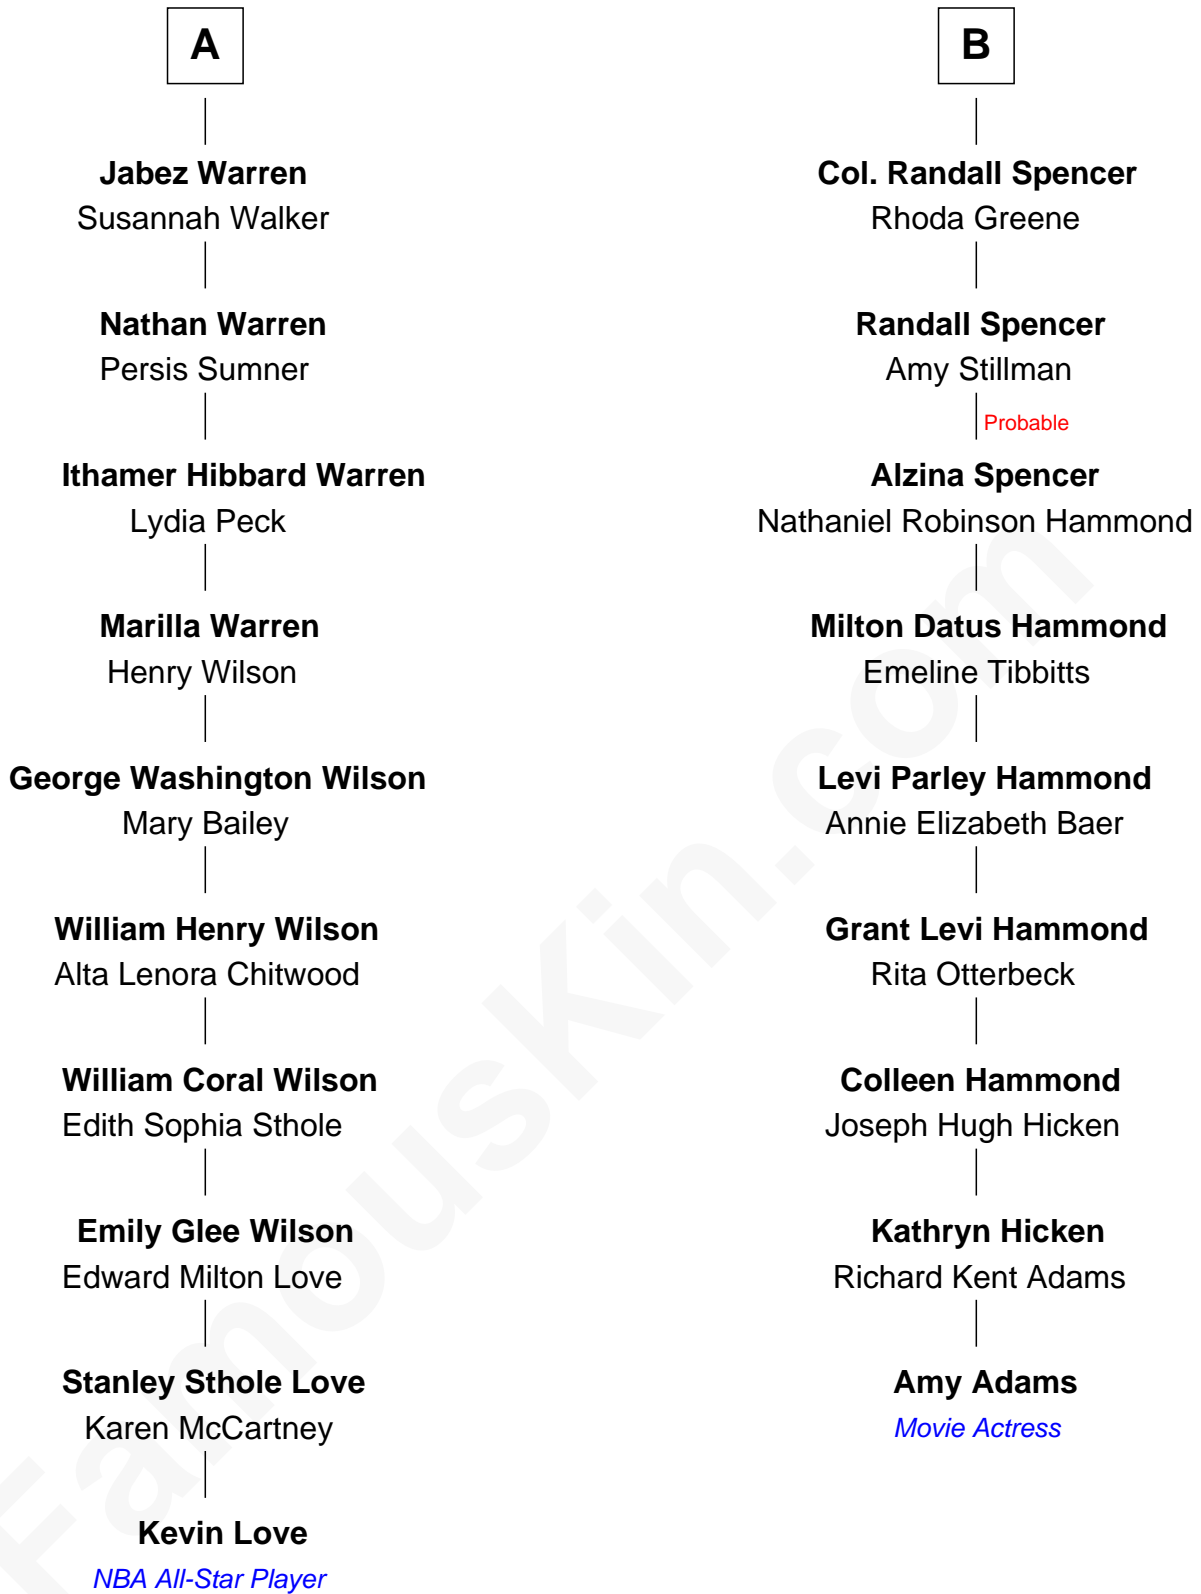 A
Jabez Warren
Susannah Walker
Nathan Warren
Persis Sumner
Ithamer Hibbard Warren
Lydia Peck
Marilla Warren
Henry Wilson
George Washington Wilson
Mary Bailey
William Henry Wilson
Alta Lenora Chitwood
William Coral Wilson
Edith Sophia Sthole
Emily Glee Wilson
Edward Milton Love
Stanley Sthole Love
Karen McCartney
Kevin Love
NBA All-Star Player
B
Col. Randall Spencer
Rhoda Greene
Randall Spencer
Amy Stillman
Probable
Alzina Spencer
Nathaniel Robinson Hammond
Milton Datus Hammond
Emeline Tibbitts
Levi Parley Hammond
Annie Elizabeth Baer
Grant Levi Hammond
Rita Otterbeck
Colleen Hammond
Joseph Hugh Hicken
Kathryn Hicken
Richard Kent Adams
Amy Adams
Movie Actress
FamousKin.com